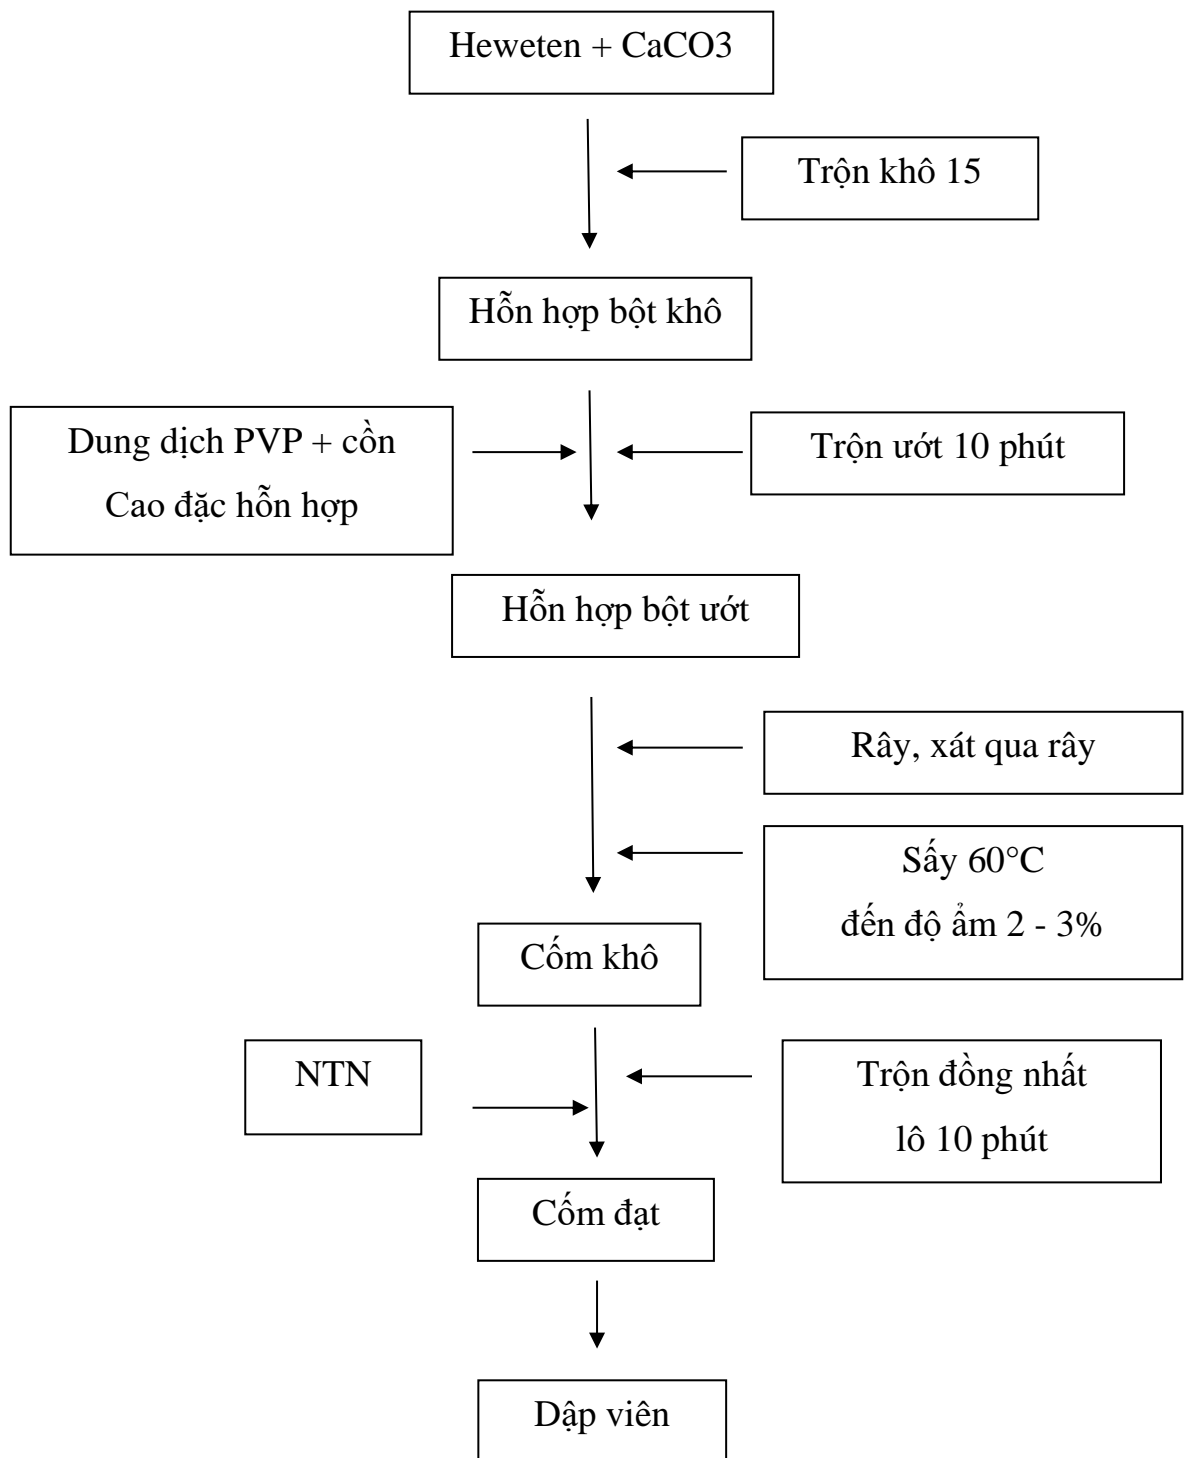 Heweten + CaCO3
Trộn khô 15
Hỗn hợp bột khô
Dung dịch PVP + cồn
Cao đặc hỗn hợp
Trộn ướt 10 phút
Hỗn hợp bột ướt
Rây, xát qua rây
Sấy 60°C
đến độ ẩm 2 - 3%
Cốm khô
NTN
Trộn đồng nhất
lô 10 phút
Cốm đạt
Dập viên